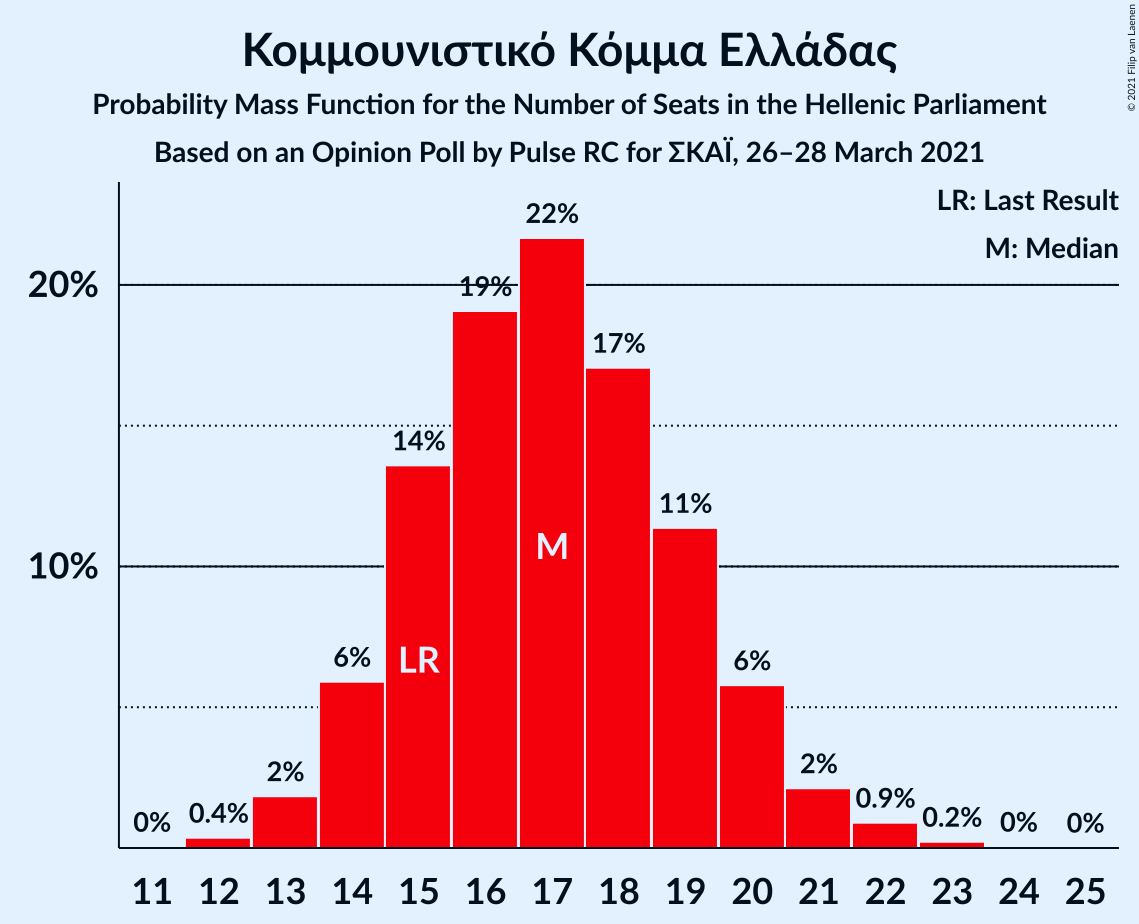 Κομμουνιστικό Κόμμα Ελλάδας
Probability Mass Function for the Number of Seats in the Hellenic Parliament
Based on an Opinion Poll by Pulse RC for ΣΚΑΪ, 26–28 March 2021
© 2021 Filip van Laenen
LR: Last Result
M: Median
20%
10%
0%
0.4%
2%
6%
14%
19%
22%
17%
11%
6%
2%
0.9%
0.2%
0%
0%
LR
M
11 12 13 14 15 16 17 18 19 20 21 22 23 24 25